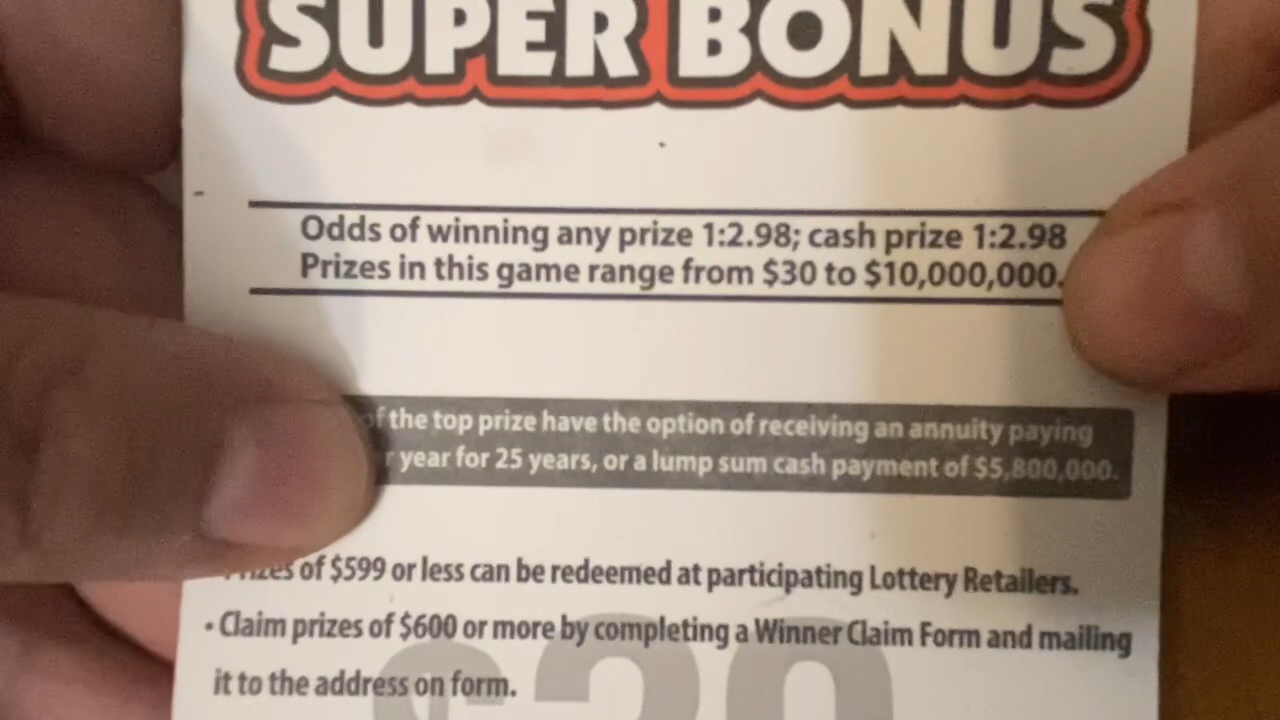 SUPER BONUS
Odds of winning any prize 1:2.98; cash prize 1:2.98
Prizes in this game range from $30 to $10,000,000.
of the top prize have the option of receiving an annuity paying
year for 25 years, or a lump sum cash payment of $5,800,000.
Prizes of $599 or less can be redeemed at participating Lottery Retailers.
• Claim prizes of $600 or more by completing a Winner Claim Form and mailing
it to the address on form.